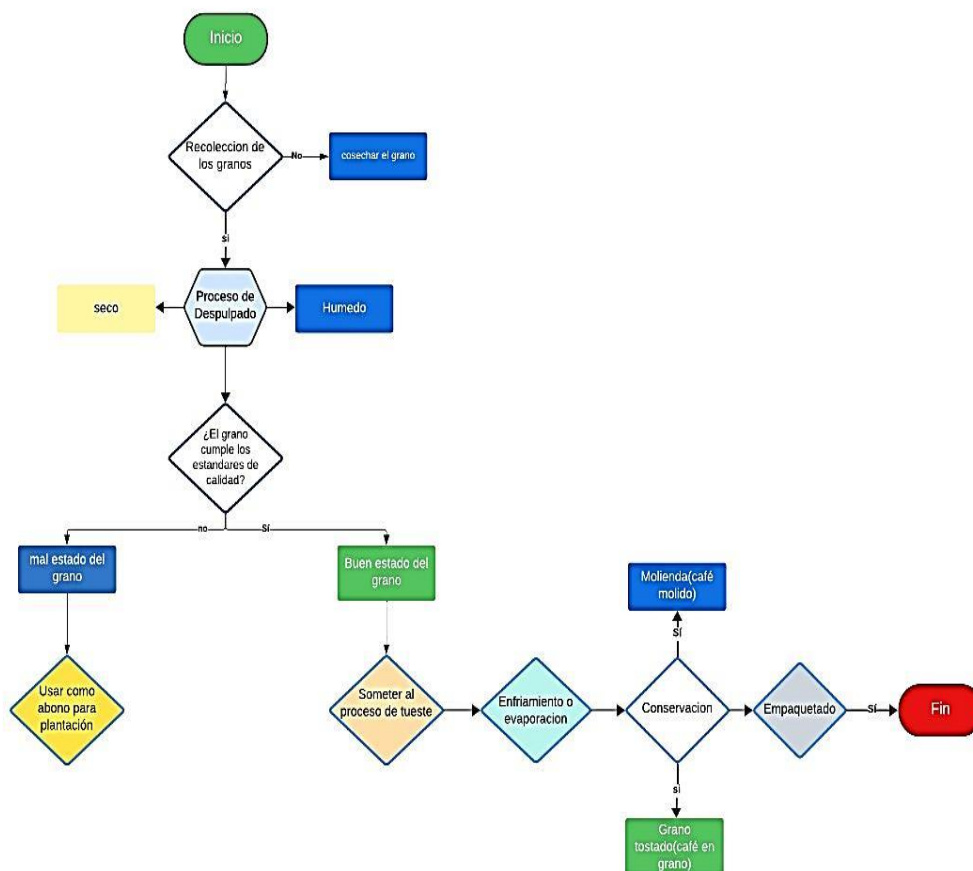 Inicio
Recoleccion de
los granos
No
cosechar el grano
sí
seco
Proceso de
Despulpado
Humedo
¿El grano
cumple los
estandares de
calidad?
no
Sí
mal estado del
grano
Buen estado del
grano
Molienda(café
molido)
Sí
Usar como
abono para
plantación
Someter al
proceso de tueste
Enfriamiento o
evaporacion
Conservacion
Empaquetado
Sí
Fin
sí
Grano
tostado(café en
grano)